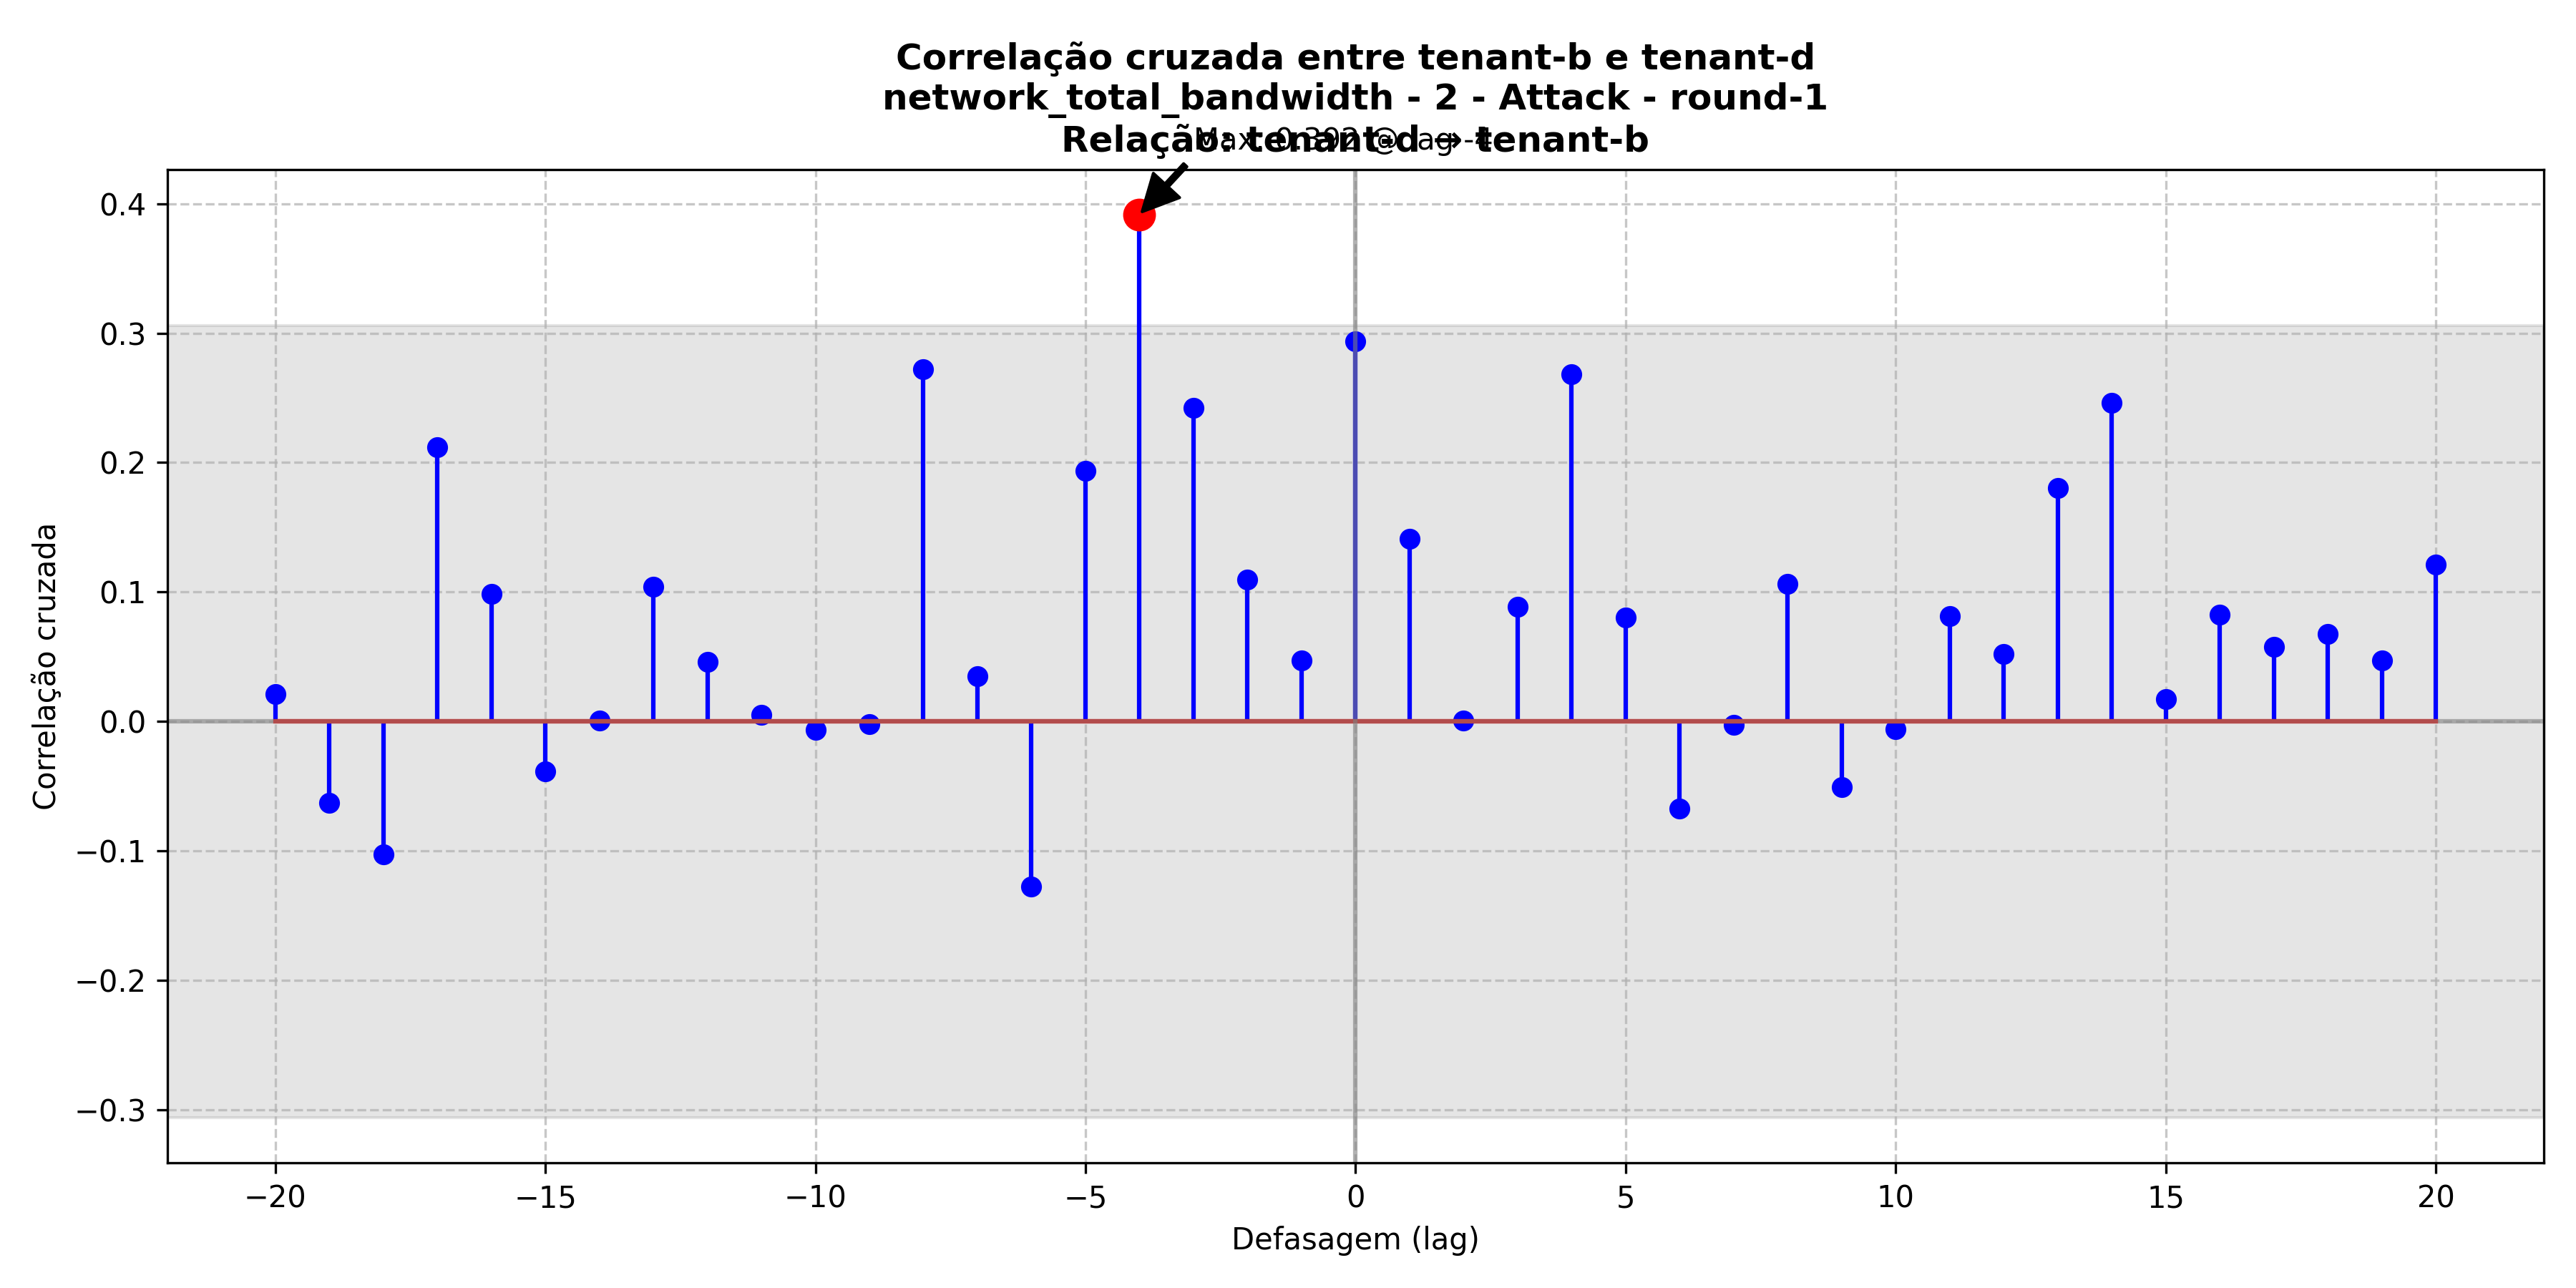 Correlação cruzada entre tenant-b e tenant-d
network_total_bandwidth - 2 - Attack - round-1
Relação: tenant-d → tenant-b
0.4
0.3
0.2
0.1
0.0
−0.1
−0.2
−0.3
Correlação cruzada
−20 −15 −10 −5 0 5 10 15 20
Defasagem (lag)